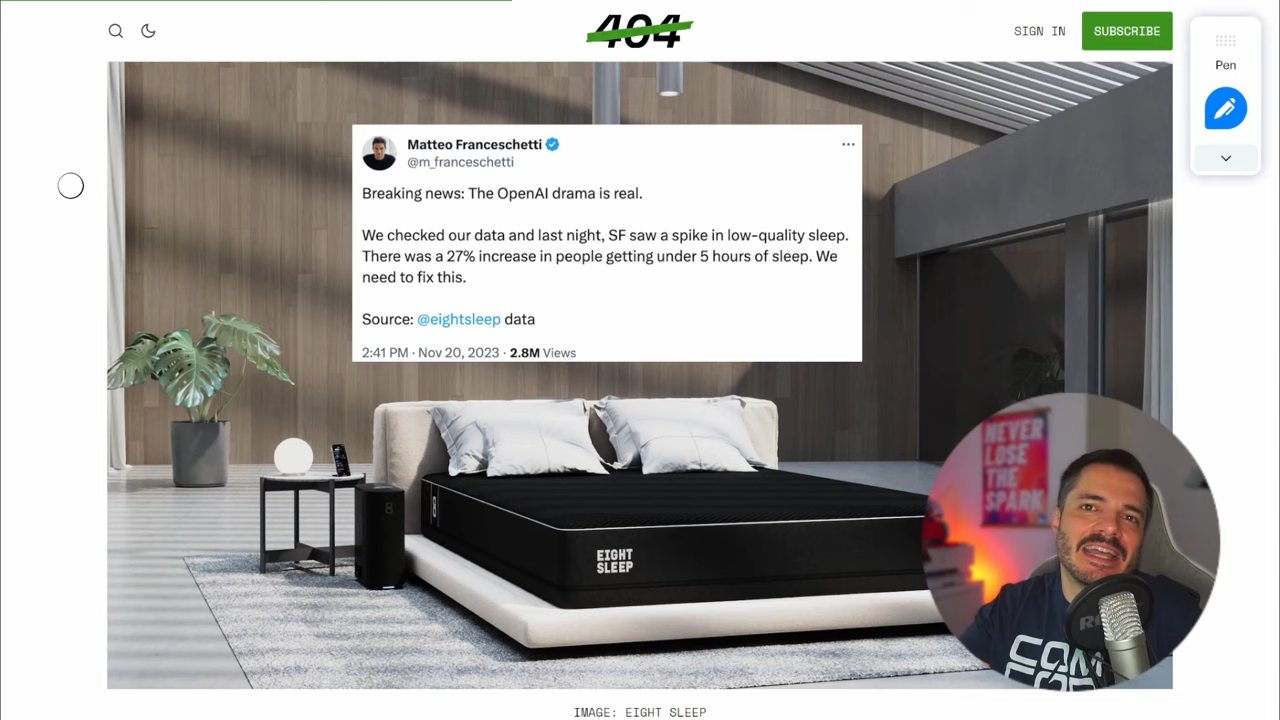 404
SIGN IN
SUBSCRIBE
Pen
Matteo Franceschetti
@m_franceschetti
Breaking news: The OpenAI drama is real.
We checked our data and last night, SF saw a spike in low-quality sleep.
There was a 27% increase in people getting under 5 hours of sleep. We
need to fix this.
Source: @eightsleep data
2:41 PM · Nov 20, 2023 · 2.8M Views
8
EIGHT
SLEEP
NEVER
LOSE
THE
SPARK
IMAGE: EIGHT SLEEP